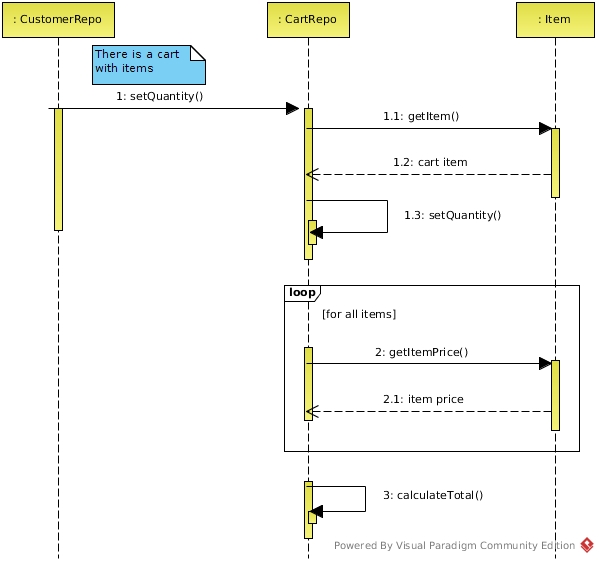 : CustomerRepo
: CartRepo
: Item
There is a cart
with items
1: setQuantity()
1.1: getItem()
1.2: cart item
1.3: setQuantity()
loop
[for all items]
2: getItemPrice()
2.1: item price
3: calculateTotal()
Powered By Visual Paradigm Community Edition